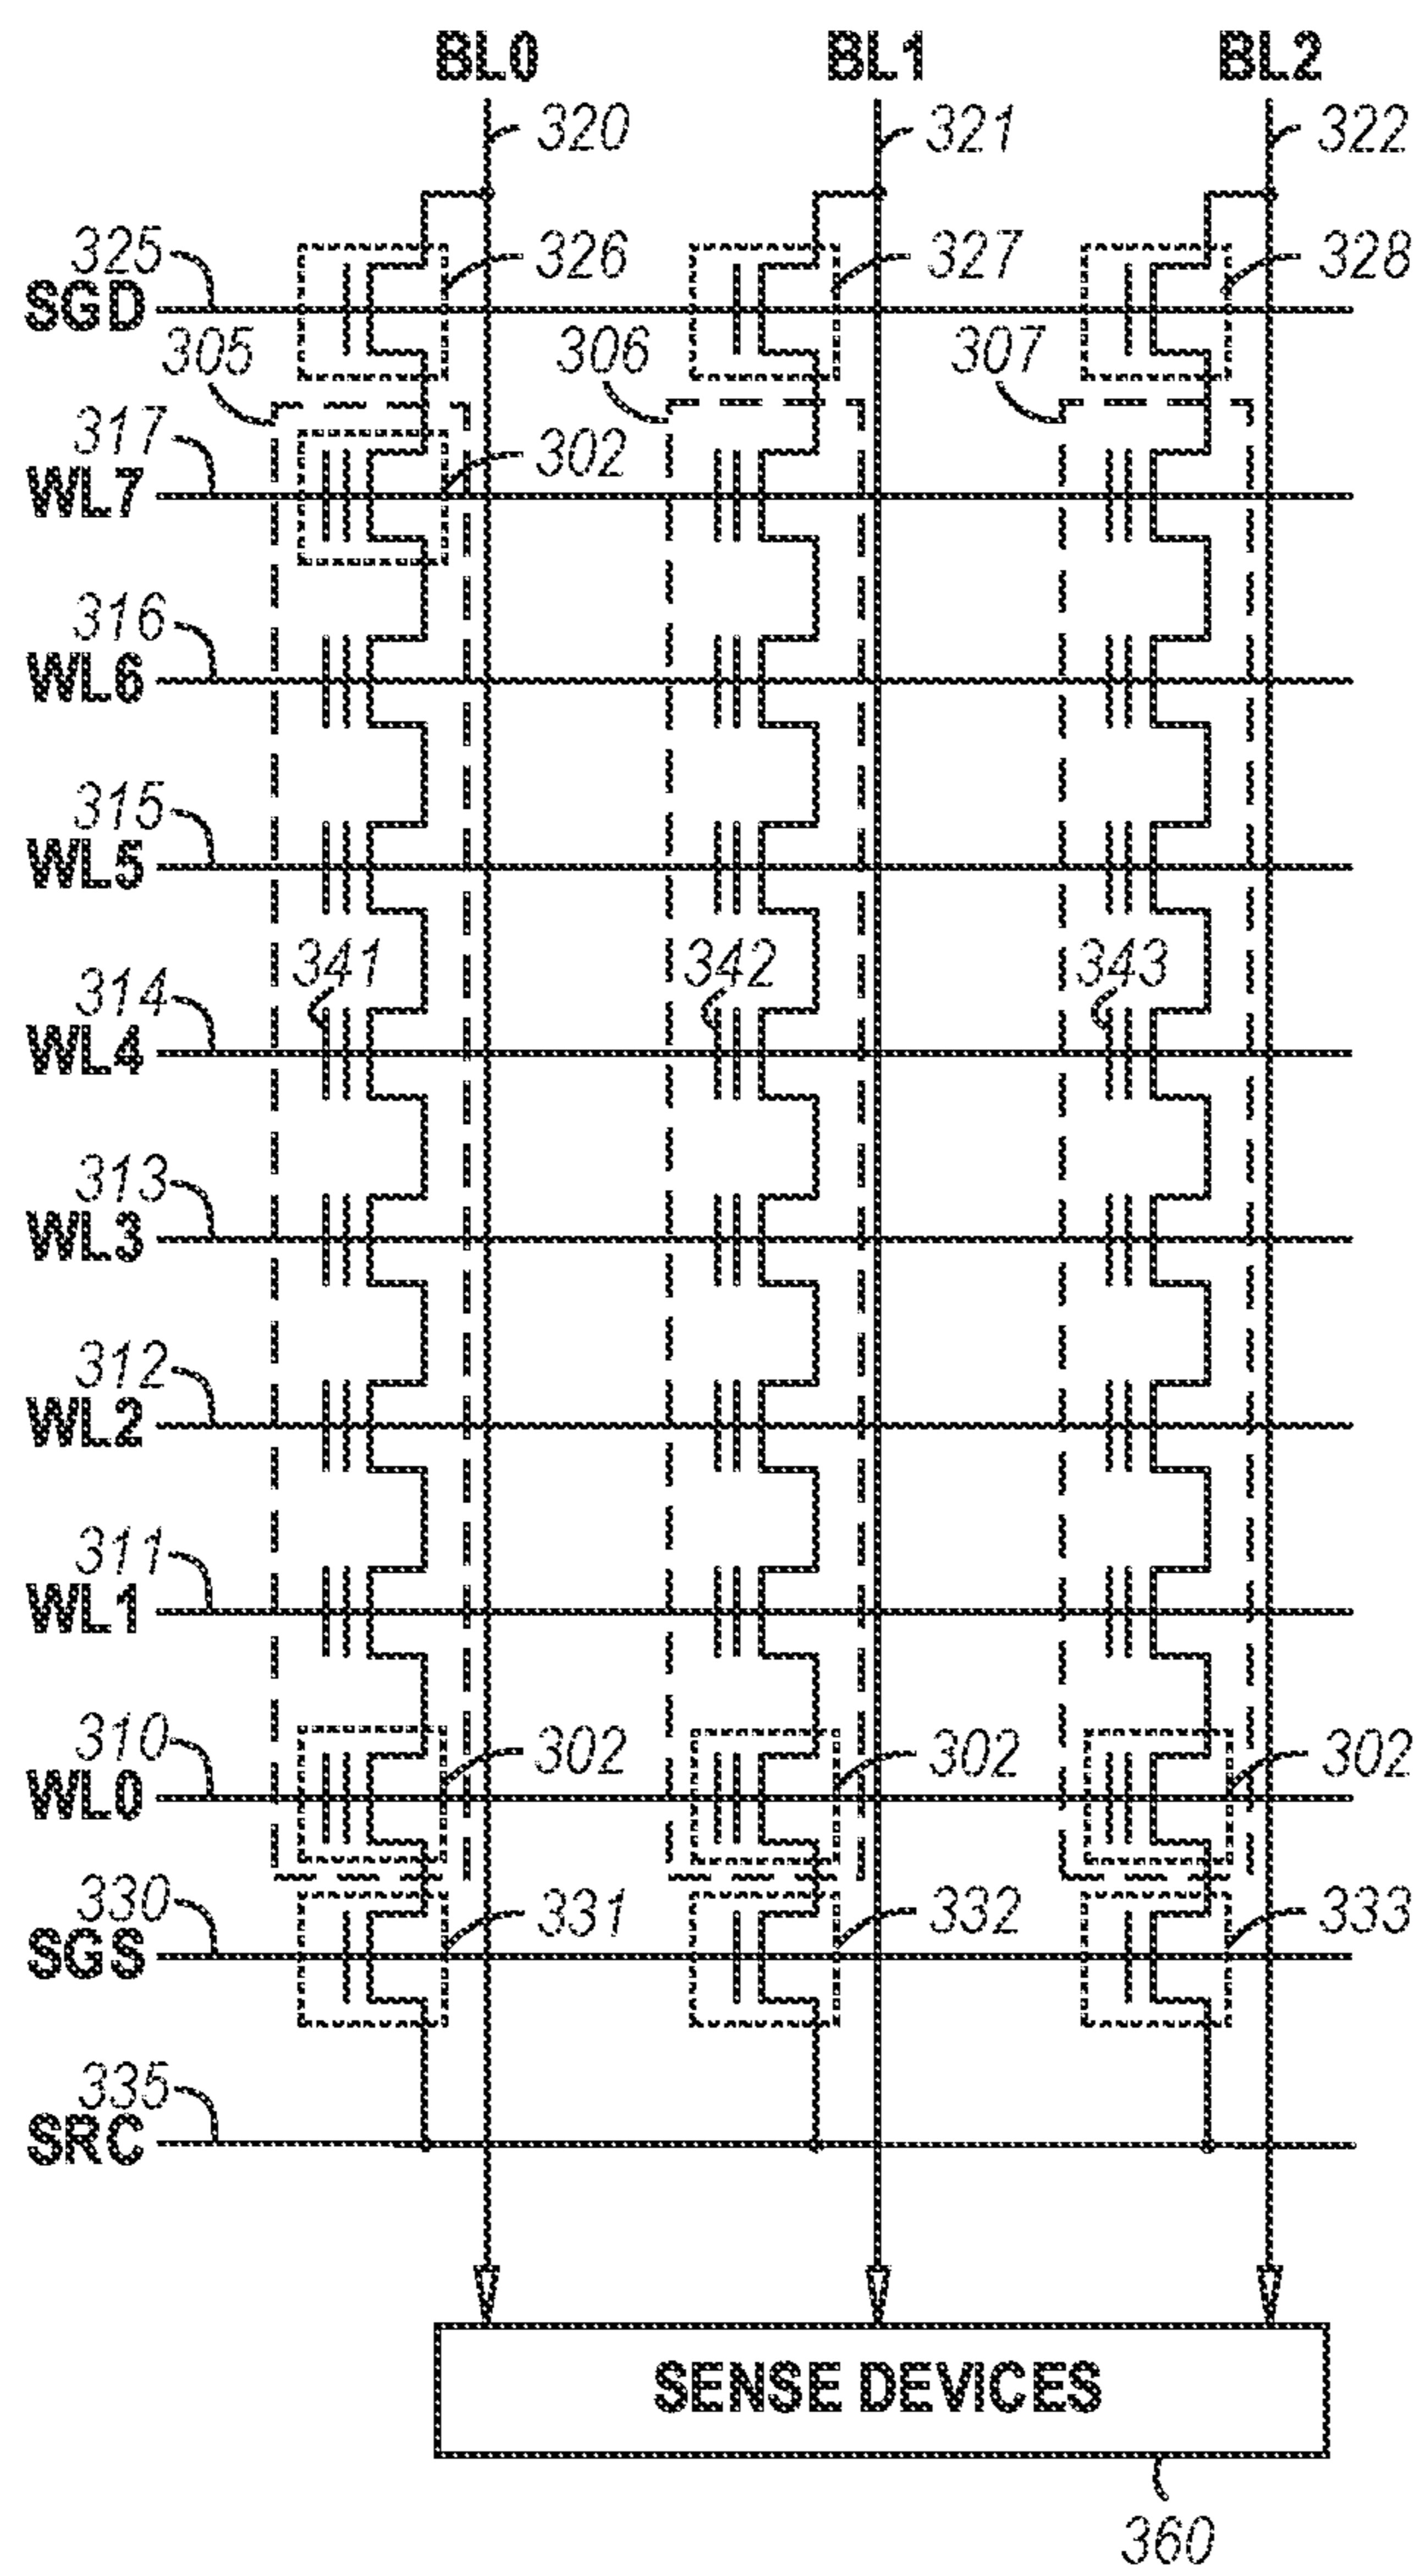 BL0 BL1 BL2
320 321 322
325 326 327 328
SGD
305 306 307
317 302
WL7
316
WL6
315
WL5
314 341 342 343
WL4
313
WL3
312
WL2
311
WL1
310 302 302 302
WL0
330 331 332 333
SGS
335
SRC
SENSE DEVICES
360